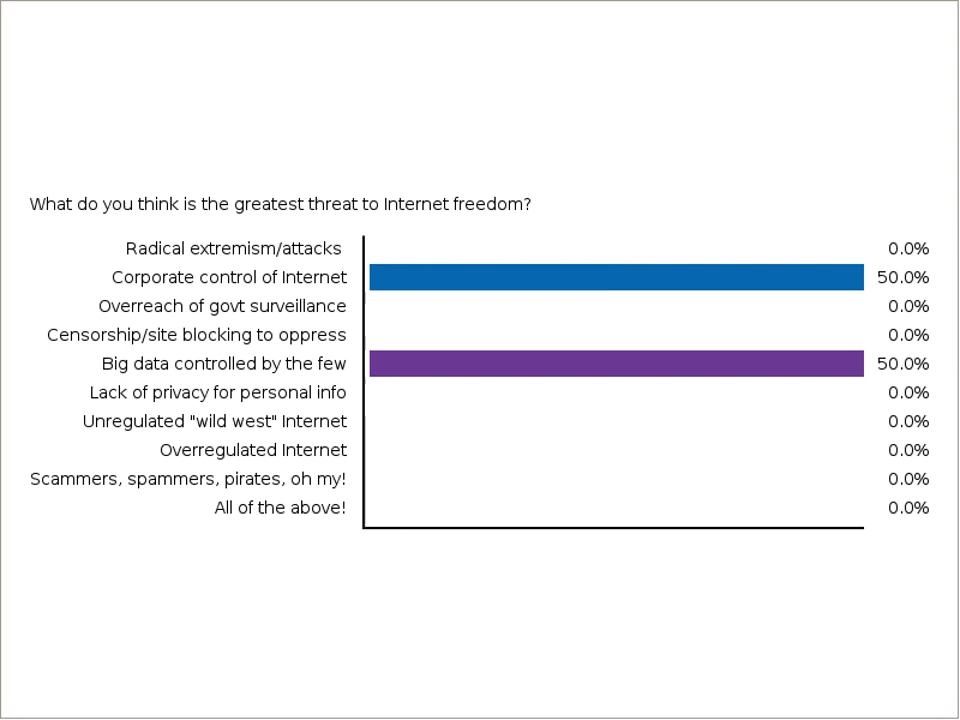 What do you think is the greatest threat to Internet freedom?
Radical extremism/attacks 0.0%
Corporate control of Internet 50.0%
Overreach of govt surveillance 0.0%
Censorship/site blocking to oppress 0.0%
Big data controlled by the few 50.0%
Lack of privacy for personal info 0.0%
Unregulated "wild west" Internet 0.0%
Overregulated Internet 0.0%
Scammers, spammers, pirates, oh my! 0.0%
All of the above! 0.0%